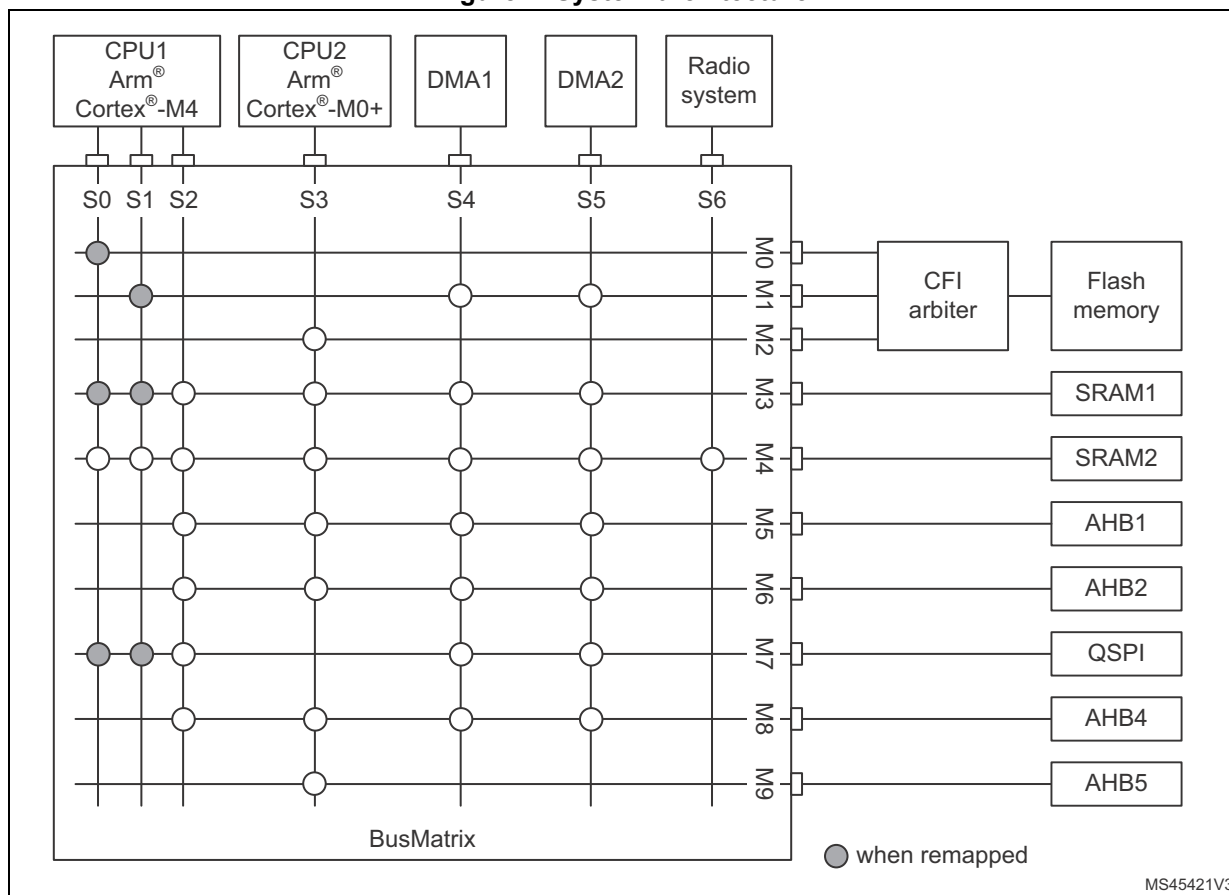 CPU1
Arm®
Cortex®-M4
CPU2
Arm®
Cortex®-M0+
DMA1
DMA2
Radio
system
S0 S1 S2 S3 S4 S5 S6
M0
M1
M2
M3
M4
M5
M6
M7
M8
M9
CFI
arbiter
Flash
memory
SRAM1
SRAM2
AHB1
AHB2
QSPI
AHB4
AHB5
BusMatrix
when remapped
MS45421V3